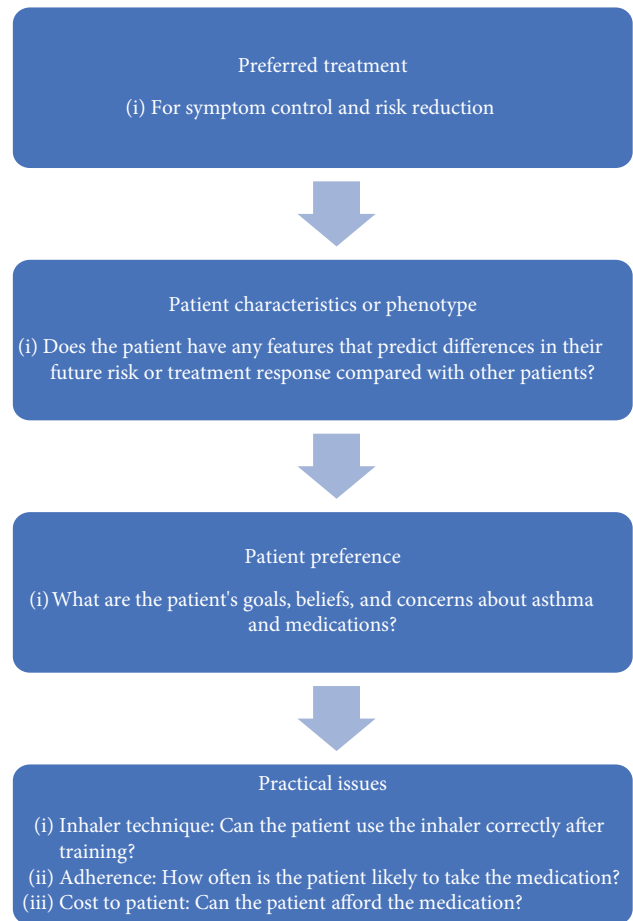 Preferred treatment
(i) For symptom control and risk reduction
Patient characteristics or phenotype
(i) Does the patient have any features that predict differences in their
future risk or treatment response compared with other patients?
Patient preference
(i) What are the patient's goals, beliefs, and concerns about asthma
and medications?
Practical issues
(i) Inhaler technique: Can the patient use the inhaler correctly after
training?
(ii) Adherence: How often is the patient likely to take the medication?
(iii) Cost to patient: Can the patient afford the medication?